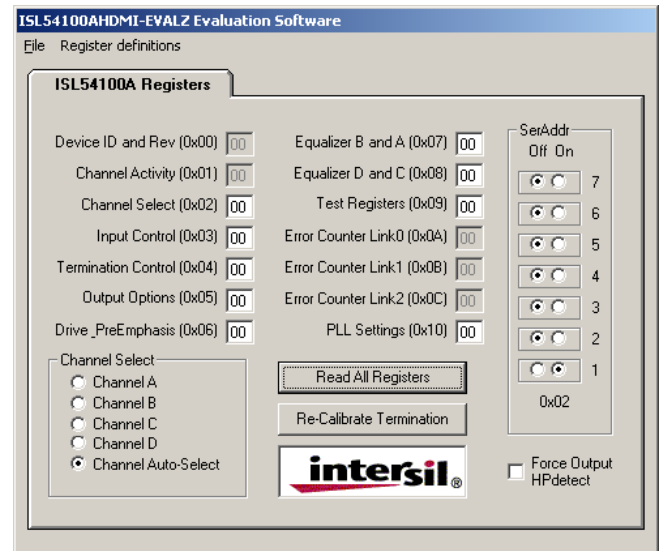 ISL54100AHDMI-EVALZ Evaluation Software
File Register definitions
ISL54100A Registers
Device ID and Rev (0x00) 00
Channel Activity (0x01) 00
Channel Select (0x02) 00
Input Control (0x03) 00
Termination Control (0x04) 00
Output Options (0x05) 00
Drive_PreEmphasis (0x06) 00
Equalizer B and A (0x07) 00
Equalizer D and C (0x08) 00
Test Registers (0x09) 00
Error Counter Link0 (0x0A) 00
Error Counter Link1 (0x0B) 00
Error Counter Link2 (0x0C) 00
PLL Settings (0x10) 00
SerAddr
Off On
7
6
5
4
3
2
1
0x02
Channel Select
Channel A
Channel B
Channel C
Channel D
Channel Auto-Select
Read All Registers
Re-Calibrate Termination
intersil®
Force Output
HPdetect